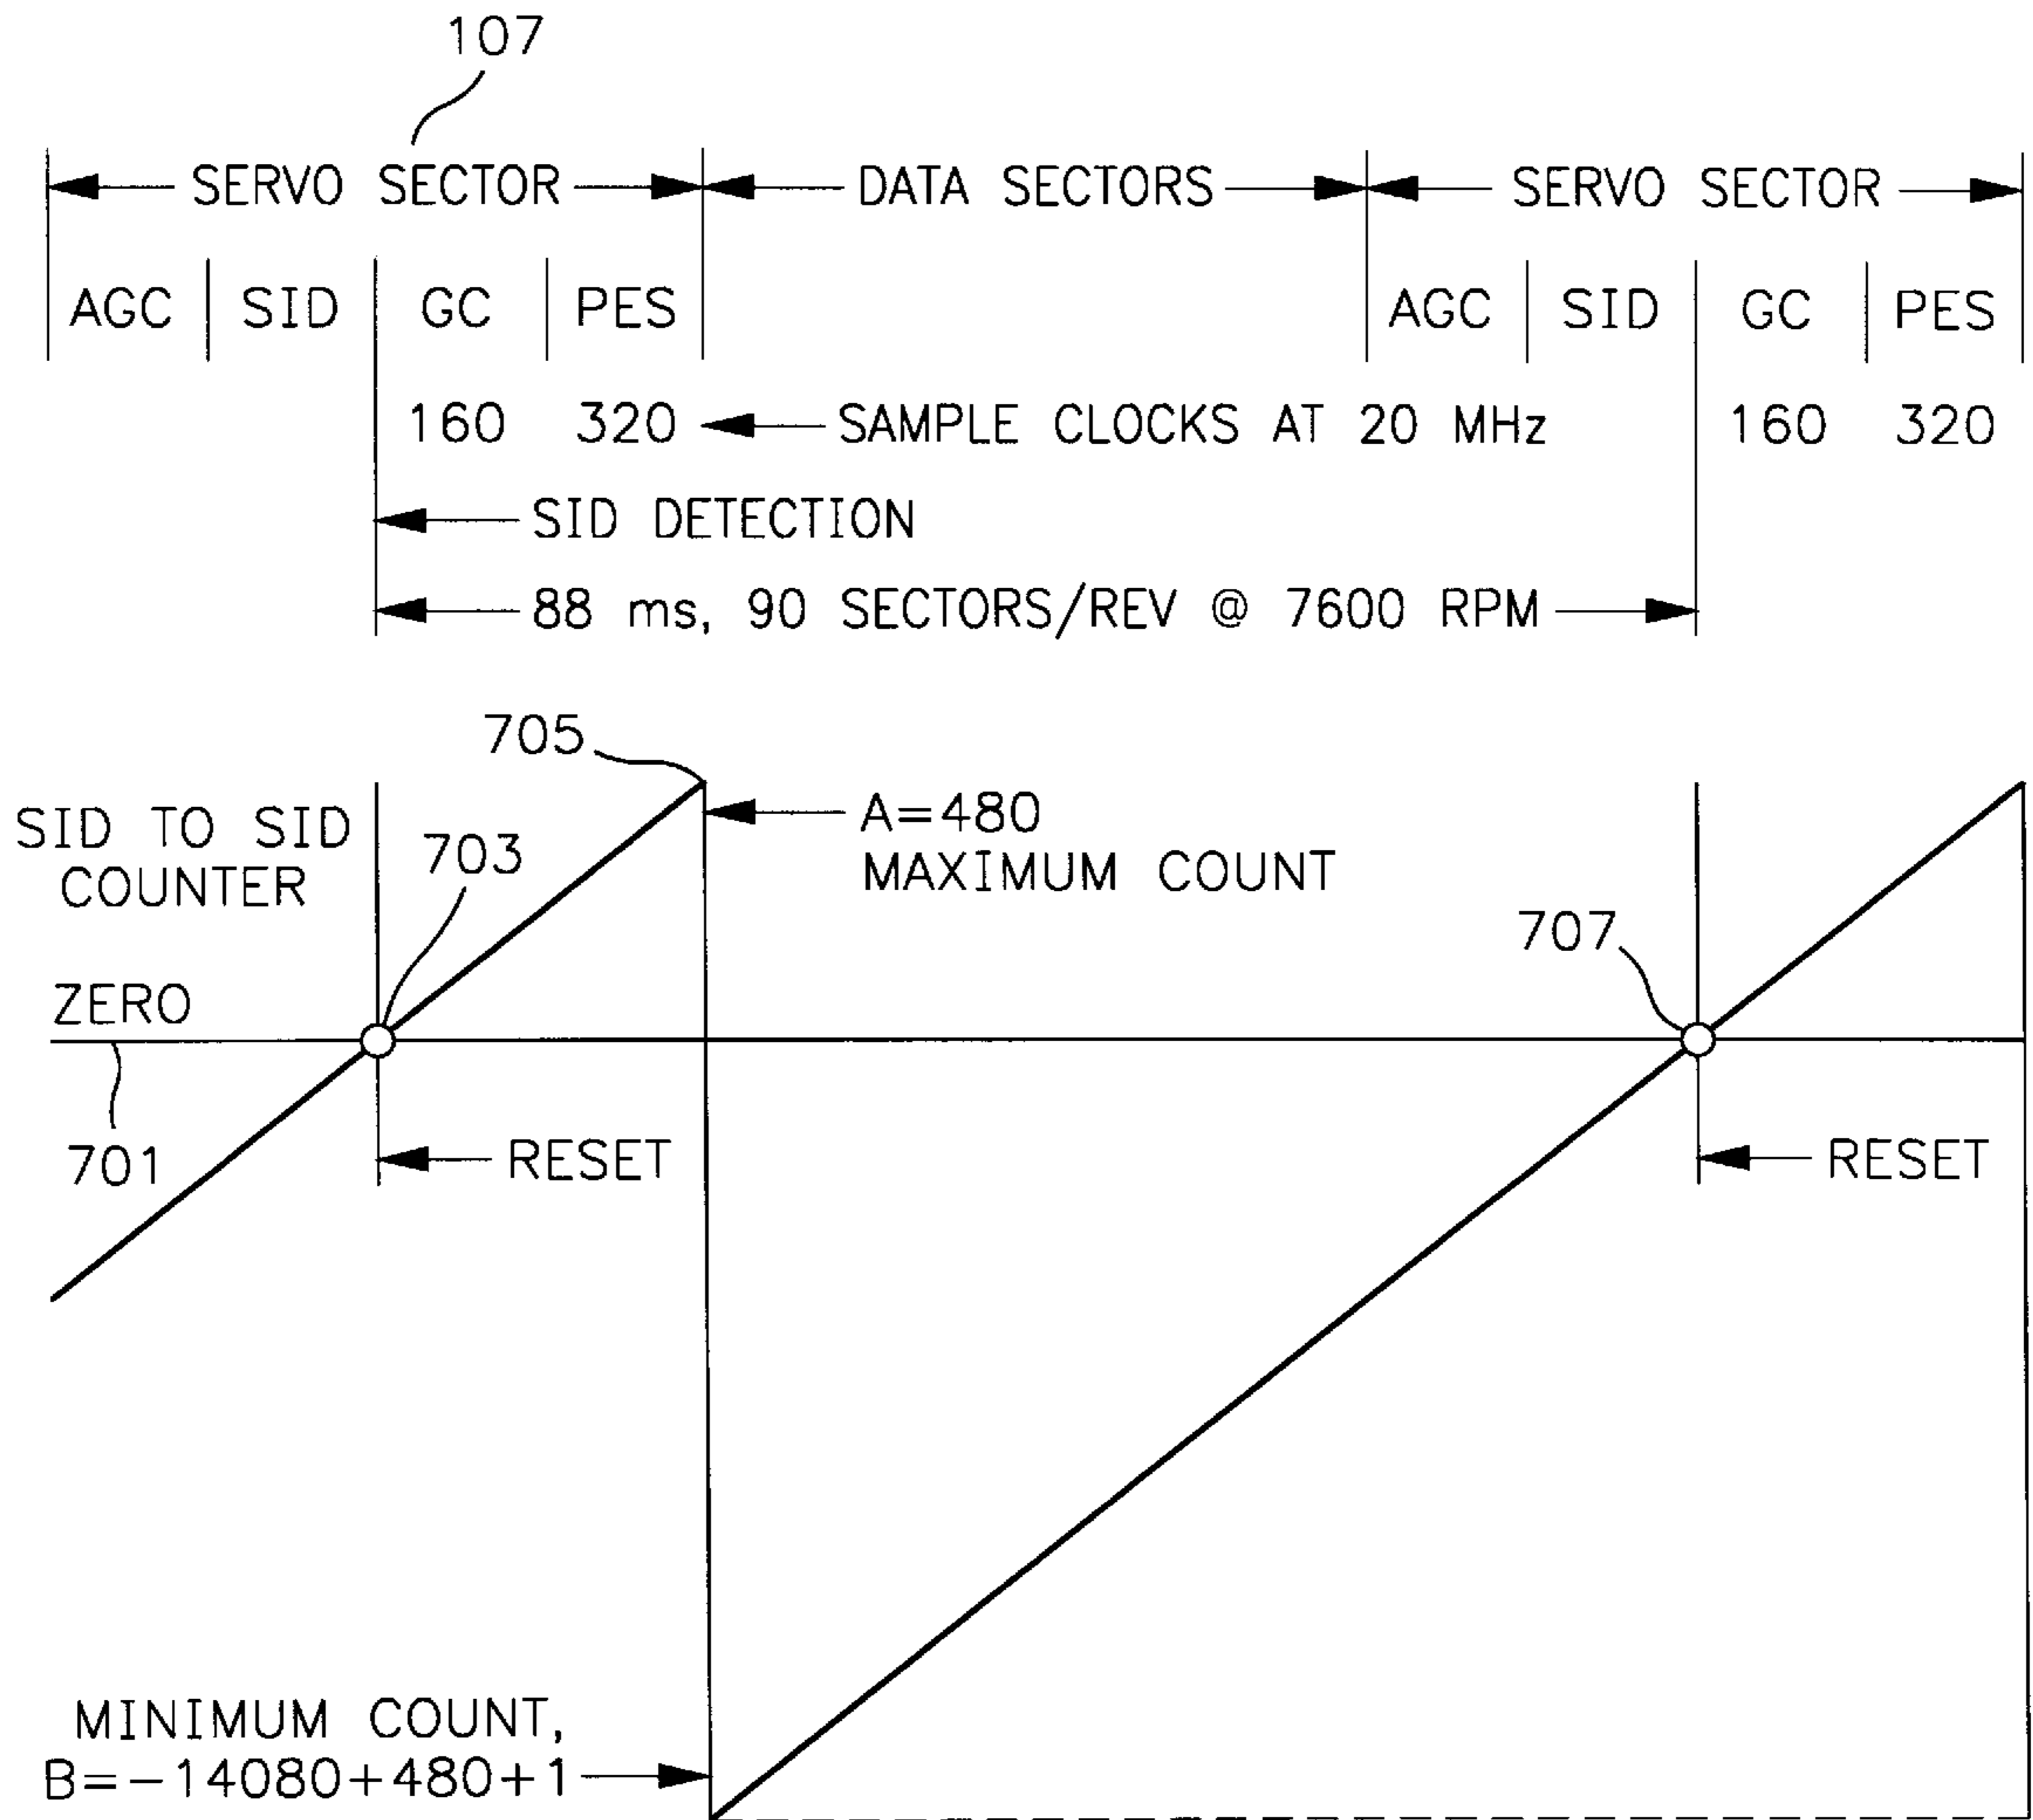 107
SERVO SECTOR DATA SECTORS SERVO SECTOR
AGC SID GC PES AGC SID GC PES
160 320 SAMPLE CLOCKS AT 20 MHz 160 320
SID DETECTION
88 ms, 90 SECTORS/REV @ 7600 RPM
705
A=480
MAXIMUM COUNT
SID TO SID
COUNTER
703
707
ZERO
701
RESET RESET
MINIMUM COUNT,
B=-14080+480+1